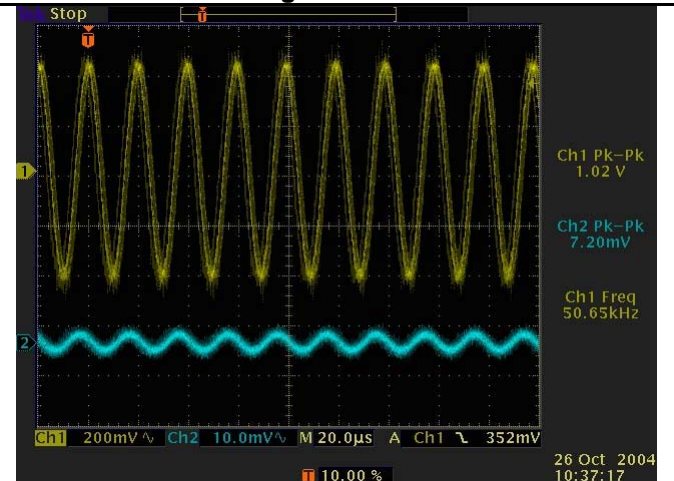 Tek Stop
T
T
1
Ch1 Pk-Pk
1.02 V
Ch2 Pk-Pk
7.20mV
Ch1 Freq
50.65kHz
2
Ch1 200mV∿ Ch2 10.0mV∿ M 20.0µs A Ch1 ꭍ 352mV
T 10.00 %
26 Oct 2004
10:37:17